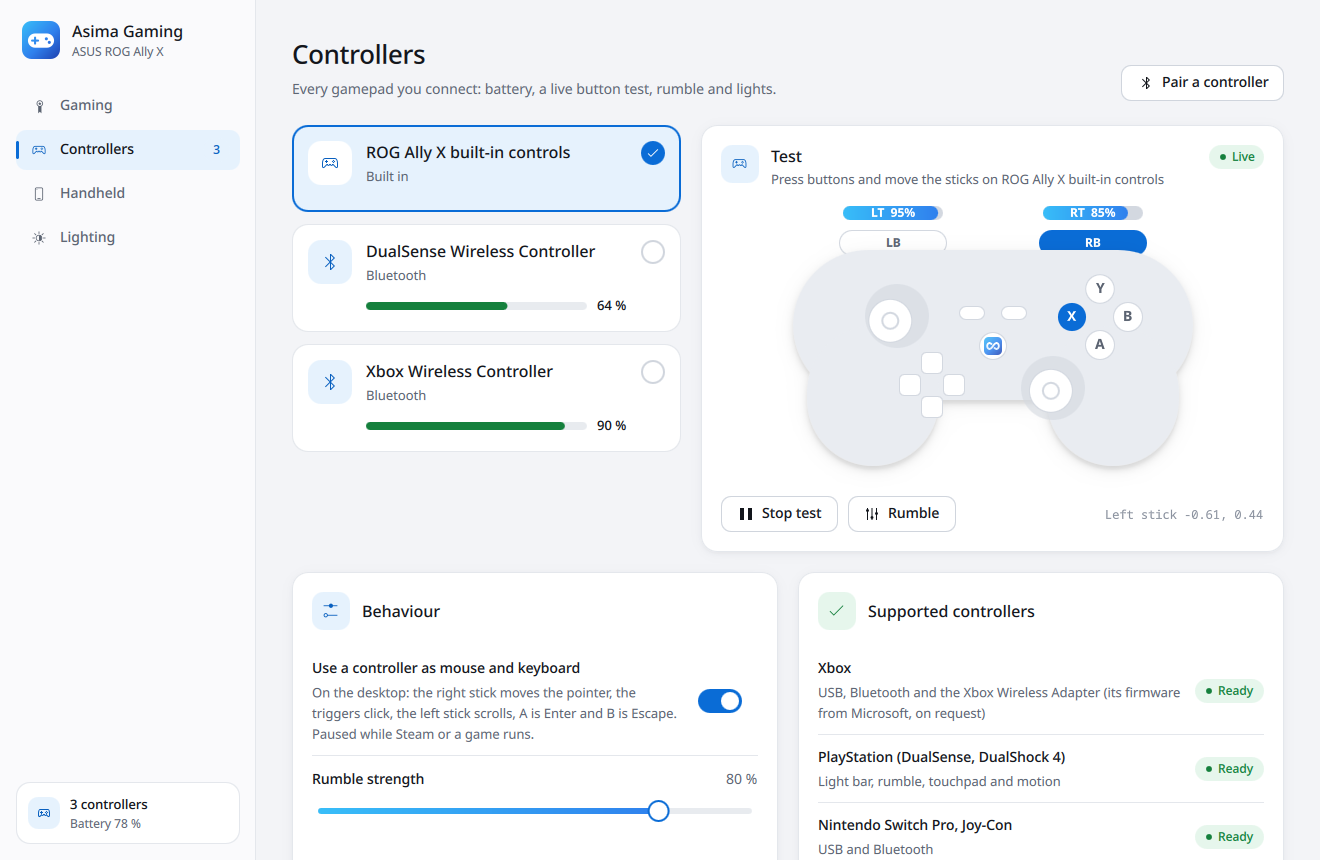 Asima Gaming
ASUS ROG Ally X
Gaming
Controllers 3
Handheld
Lighting
3 controllers
Battery 78 %
Controllers
Every gamepad you connect: battery, a live button test, rumble and lights.
Pair a controller
ROG Ally X built-in controls
Built in
DualSense Wireless Controller
Bluetooth
64 %
Xbox Wireless Controller
Bluetooth
90 %
Test
Live
Press buttons and move the sticks on ROG Ally X built-in controls
LT 95%
RT 85%
LB
RB
Y
X
B
A
Stop test
Rumble
Left stick -0.61, 0.44
Behaviour
Use a controller as mouse and keyboard
On the desktop: the right stick moves the pointer, the
triggers click, the left stick scrolls, A is Enter and B is Escape.
Paused while Steam or a game runs.
Rumble strength
80 %
Supported controllers
Xbox
USB, Bluetooth and the Xbox Wireless Adapter (its firmware
from Microsoft, on request)
Ready
PlayStation (DualSense, DualShock 4)
Light bar, rumble, touchpad and motion
Ready
Nintendo Switch Pro, Joy-Con
USB and Bluetooth
Ready